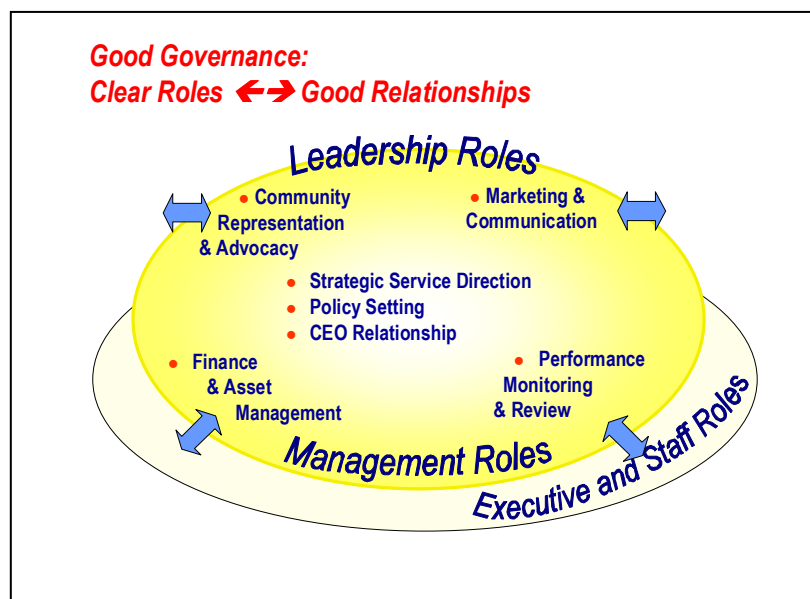 Good Governance:
Clear Roles ←→ Good Relationships
Leadership Roles
• Community
Representation
& Advocacy
• Marketing &
Communication
• Strategic Service Direction
• Policy Setting
• CEO Relationship
• Finance
& Asset
Management
• Performance
Monitoring
& Review
Management Roles
Executive and Staff Roles